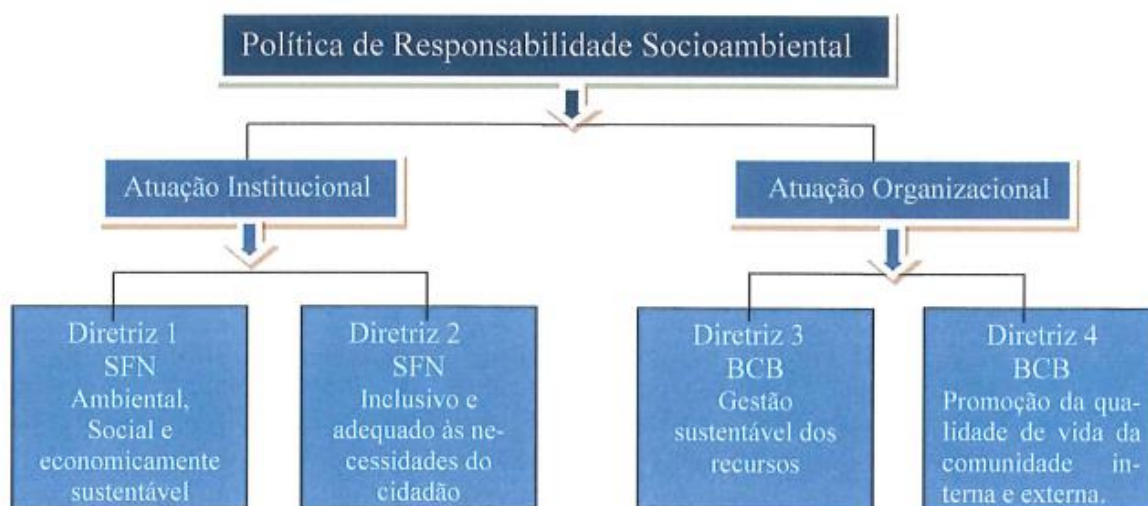 Política de Responsabilidade Socioambiental
Atuação Institucional
Atuação Organizacional
Diretriz 1
SFN
Ambiental,
Social e
economicamente
sustentável
Diretriz 2
SFN
Inclusivo e
adequado às ne-
cessidades do
cidadão
Diretriz 3
BCB
Gestão
sustentável dos
recursos
Diretriz 4
BCB
Promoção da qua-
lidade de vida da
comunidade in-
terna e externa.